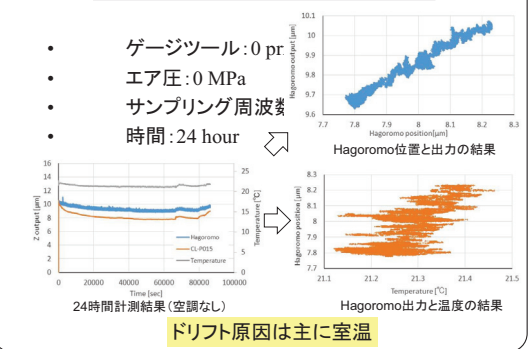 • ゲージツール:0
• エア圧:0 MPa
• サンプリング周波数
• 時間:24 hour
10.1
10
9.9
9.8
9.7
9.6
Hagoromo output [μm]
7.7 7.8 7.9 8 8.1 8.2 8.3
Hagoromo position[μm]
Hagoromo位置と出力の結果
16
14
12
10
8
6
4
2
0
Z output [μm]
25
20
15
10
5
0
Temperature [℃]
Hagoromo
CL-P015
Temperature
0 20000 40000 60000 80000 100000
Time [sec]
24時間計測結果(空調なし)
8.3
8.2
8.1
8
7.9
7.8
7.7
Hagoromo position [μm]
21.1 21.2 21.3 21.4 21.5
Temperature [℃]
Hagoromo出力と温度の結果
ドリフト原因は主に室温